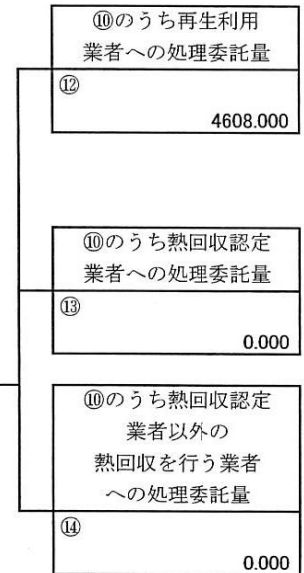 ⑩のうち再生利用
業者への処理委託量
⑫
4608.000
⑩のうち熱回収認定
業者への処理委託量
⑬
0.000
⑩のうち熱回収認定
業者以外の
熱回収を行う業者
への処理委託量
⑭
0.000